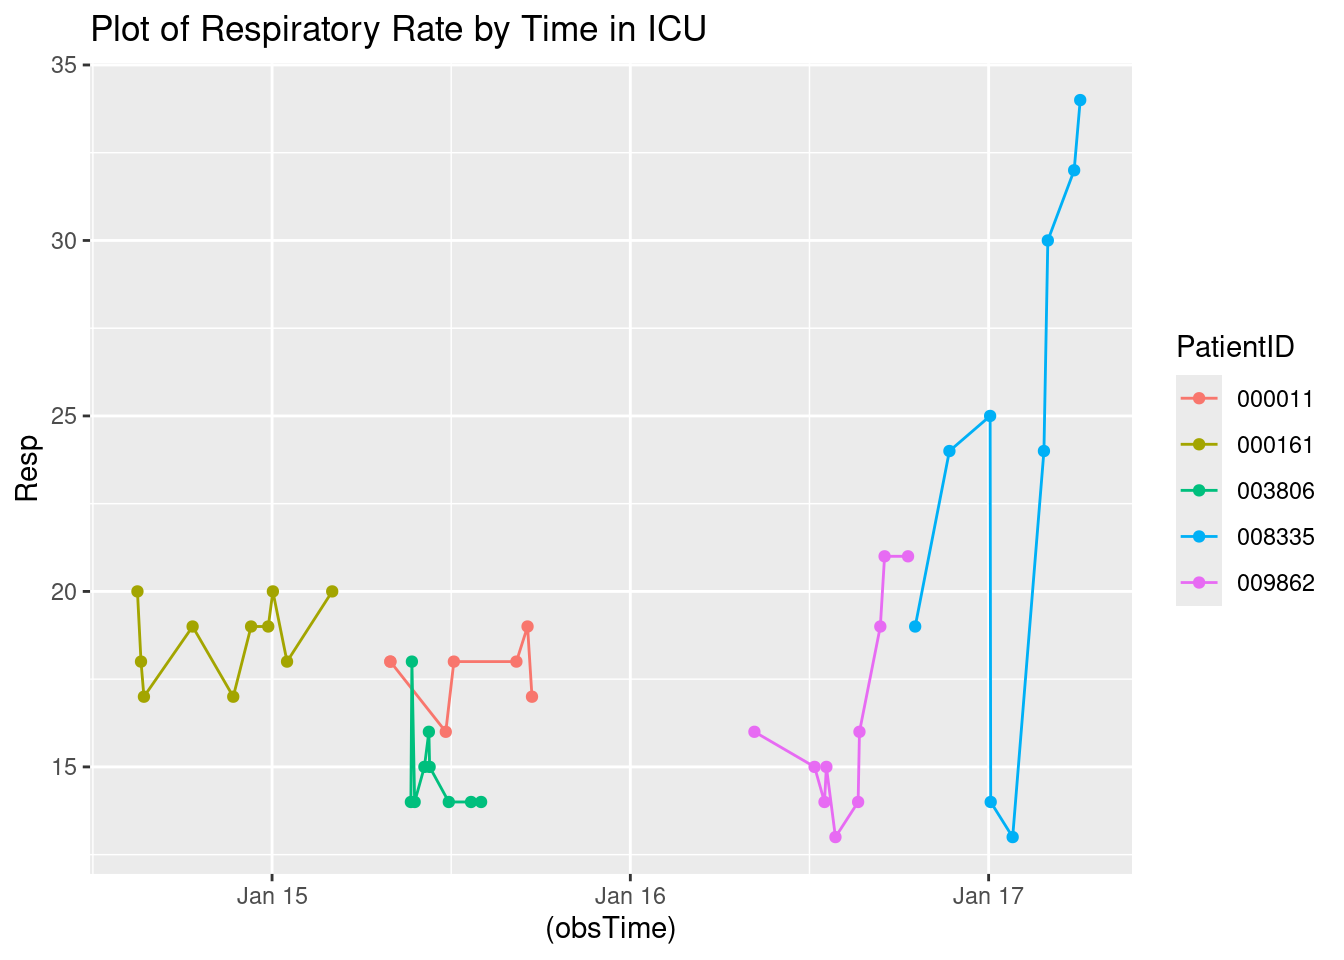 Plot of Respiratory Rate by Time in ICU
35
30
25
20
15
Resp
Jan 15
Jan 16
Jan 17
(obsTime)
PatientID
000011
000161
003806
008335
009862